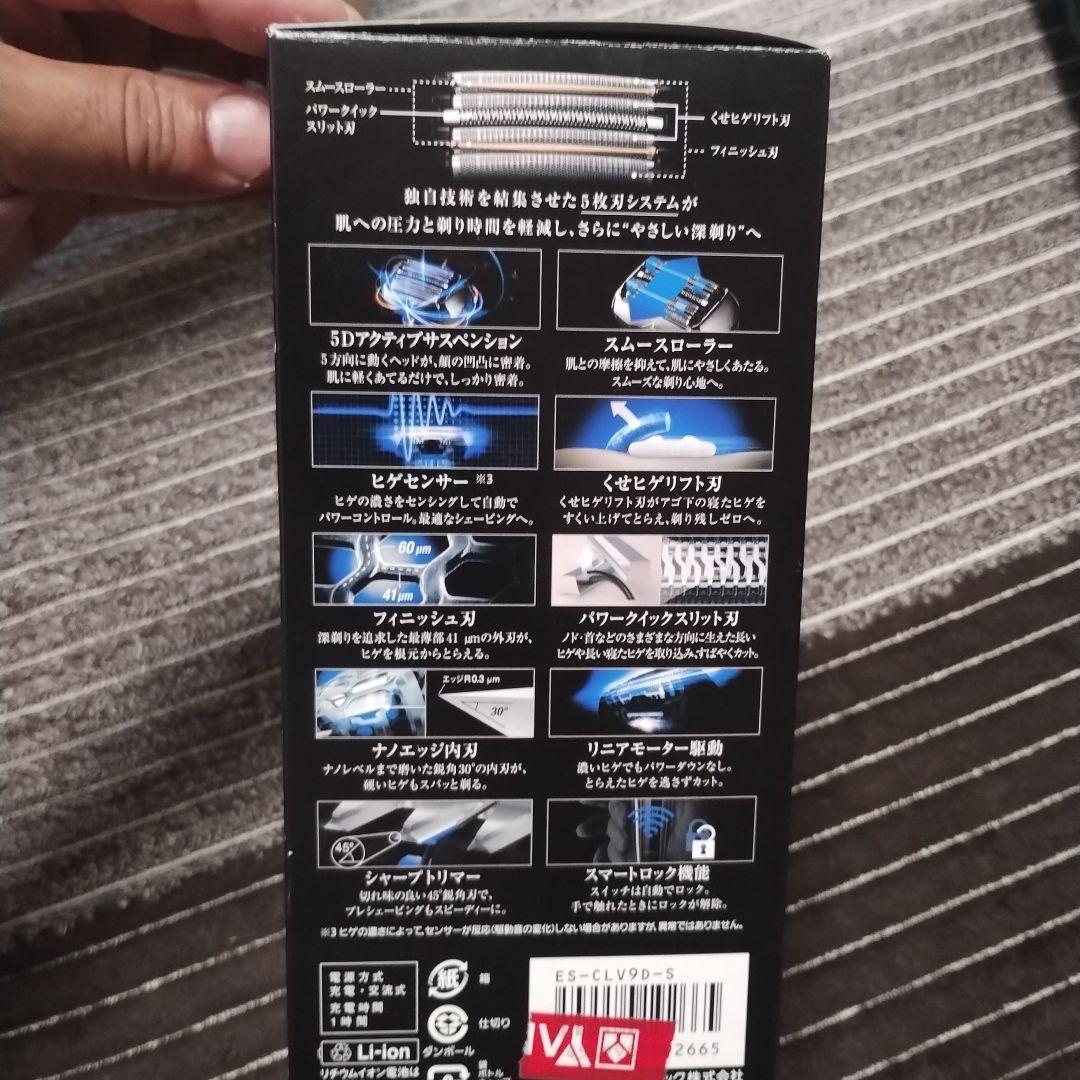 スムースローラー
パワークイック
スリット刃
くせヒゲリフト刃
フィニッシュ刃
独自技術を結集させた5枚刃システムが
肌への圧力と剃り時間を軽減し、さらに“やさしい深剃り”へ
5Dアクティブサスペンション
5方向に動くヘッドが、顔の凹凸に密着。
肌に軽くあてるだけで、しっかり密着。
スムースローラー
肌との摩擦を抑えて、肌にやさしくあたる。
スムーズな剃り心地へ。
ヒゲセンサー ※3
ヒゲの濃さをセンシングして自動で
パワーコントロール。最適なシェービングへ。
くせヒゲリフト刃
くせヒゲリフト刃がアゴ下の寝たヒゲを
すくい上げてとらえ、剃り残しゼロへ。
60μm
41μm
フィニッシュ刃
深剃りを追求した最薄部41 μmの外刃が、
ヒゲを根元からとらえる。
パワークイックスリット刃
ノド・首などのさまざまな方向に生えた長い
ヒゲや長い寝たヒゲを取り込み、すばやくカット。
エッジR0.3 μm
30°
ナノエッジ内刃
ナノレベルまで磨いた鋭角30°の内刃が、
硬いヒゲもスパッと剃る。
リニアモーター駆動
濃いヒゲでもパワーダウンなし。
とらえたヒゲを逃さずカット。
45°
シャープトリマー
切れ味の良い45°鋭角刃で、
プレシェービングもスピーディーに。
スマートロック機能
スイッチは自動でロック。
手で触れたときにロックが解除。
※3 ヒゲの濃さによって、センサーが反応(駆動音の変化)しない場合がありますが、異常ではありません。
電源方式
充電・交流式
充電時間
1時間
紙
箱
仕切り
ダンボール
Li-ion
リチウムイオン電池は
袋
ボトル
ES-CLV9D-S
2665
ック株式会社